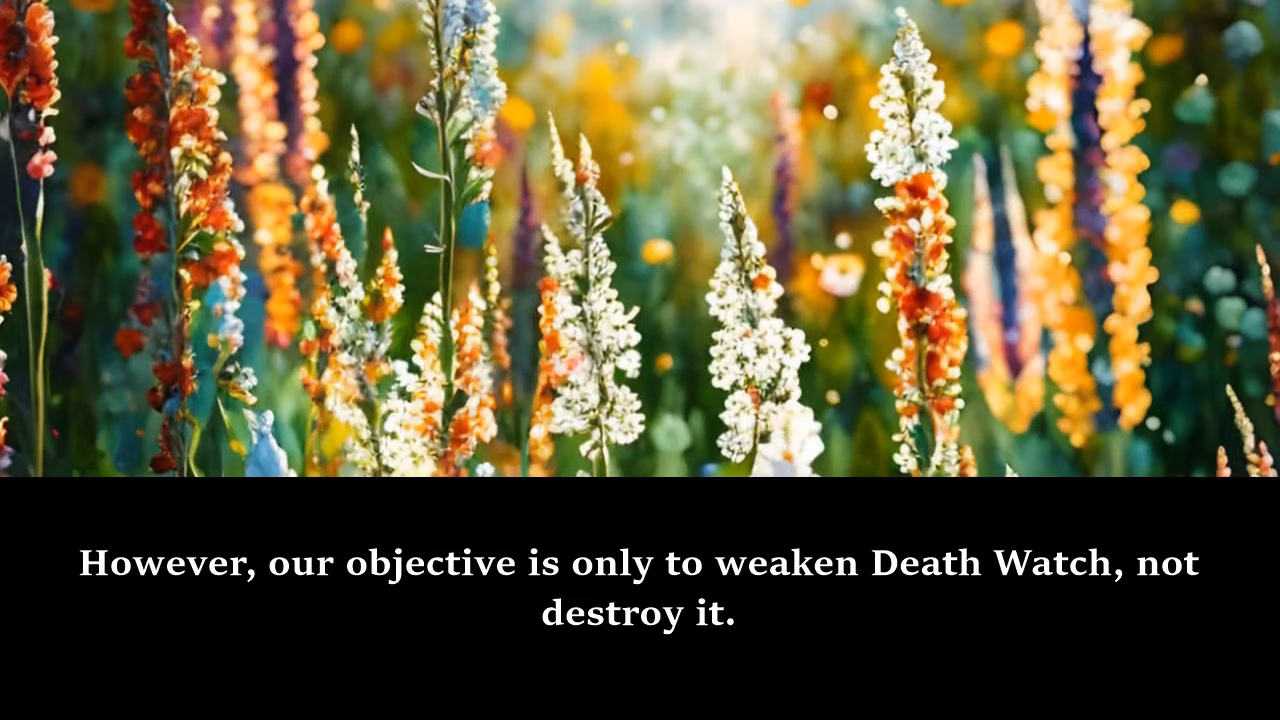 However, our objective is only to weaken Death Watch, not
destroy it.